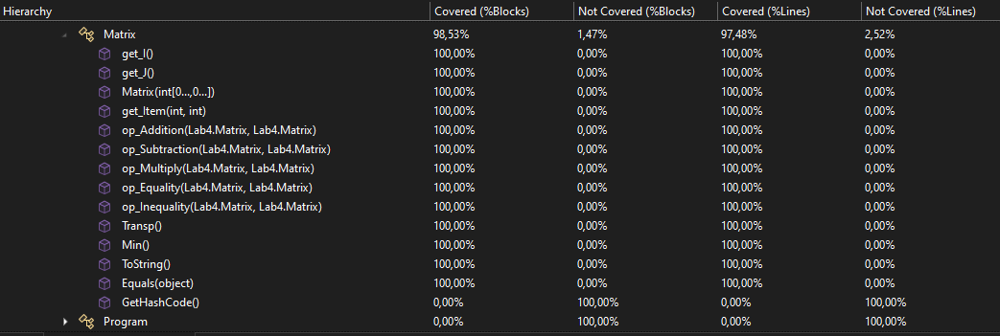 Hierarchy Covered (%Blocks) Not Covered (%Blocks) Covered (%Lines) Not Covered (%Lines)
Matrix 98,53% 1,47% 97,48% 2,52%
get_I() 100,00% 0,00% 100,00% 0,00%
get_J() 100,00% 0,00% 100,00% 0,00%
Matrix(int[0...,0...]) 100,00% 0,00% 100,00% 0,00%
get_Item(int, int) 100,00% 0,00% 100,00% 0,00%
op_Addition(Lab4.Matrix, Lab4.Matrix) 100,00% 0,00% 100,00% 0,00%
op_Subtraction(Lab4.Matrix, Lab4.Matrix) 100,00% 0,00% 100,00% 0,00%
op_Multiply(Lab4.Matrix, Lab4.Matrix) 100,00% 0,00% 100,00% 0,00%
op_Equality(Lab4.Matrix, Lab4.Matrix) 100,00% 0,00% 100,00% 0,00%
op_Inequality(Lab4.Matrix, Lab4.Matrix) 100,00% 0,00% 100,00% 0,00%
Transp() 100,00% 0,00% 100,00% 0,00%
Min() 100,00% 0,00% 100,00% 0,00%
ToString() 100,00% 0,00% 100,00% 0,00%
Equals(object) 100,00% 0,00% 100,00% 0,00%
GetHashCode() 0,00% 100,00% 0,00% 100,00%
Program 0,00% 100,00% 0,00% 100,00%